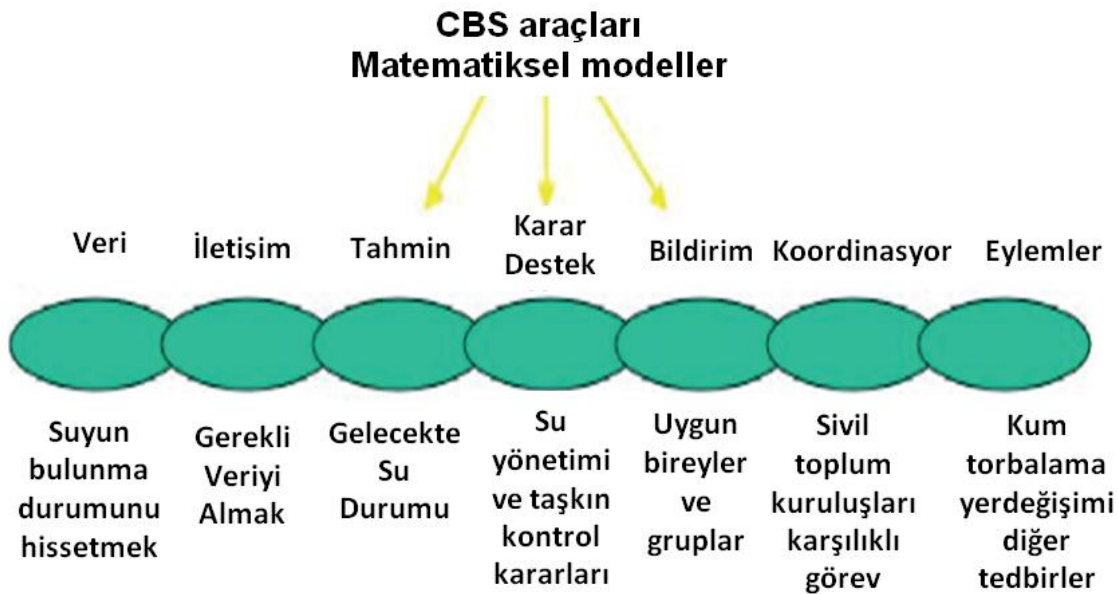 CBS araçları
Matematiksel modeller
Veri
İletişim
Tahmin
Karar
Destek
Bildirim
Koordinasyor
Eylemler
Suyun
bulunma
durumunu
hissetmek
Gerekli
Veriyi
Almak
Gelecekte
Su
Durumu
Su
yönetimi
ve taşkın
kontrol
kararları
Uygun
bireyler
ve
gruplar
Sivil
toplum
kuruluşları
karşılıklı
görev
Kum
torbalama
yerdeğişimi
diğer
tedbirler